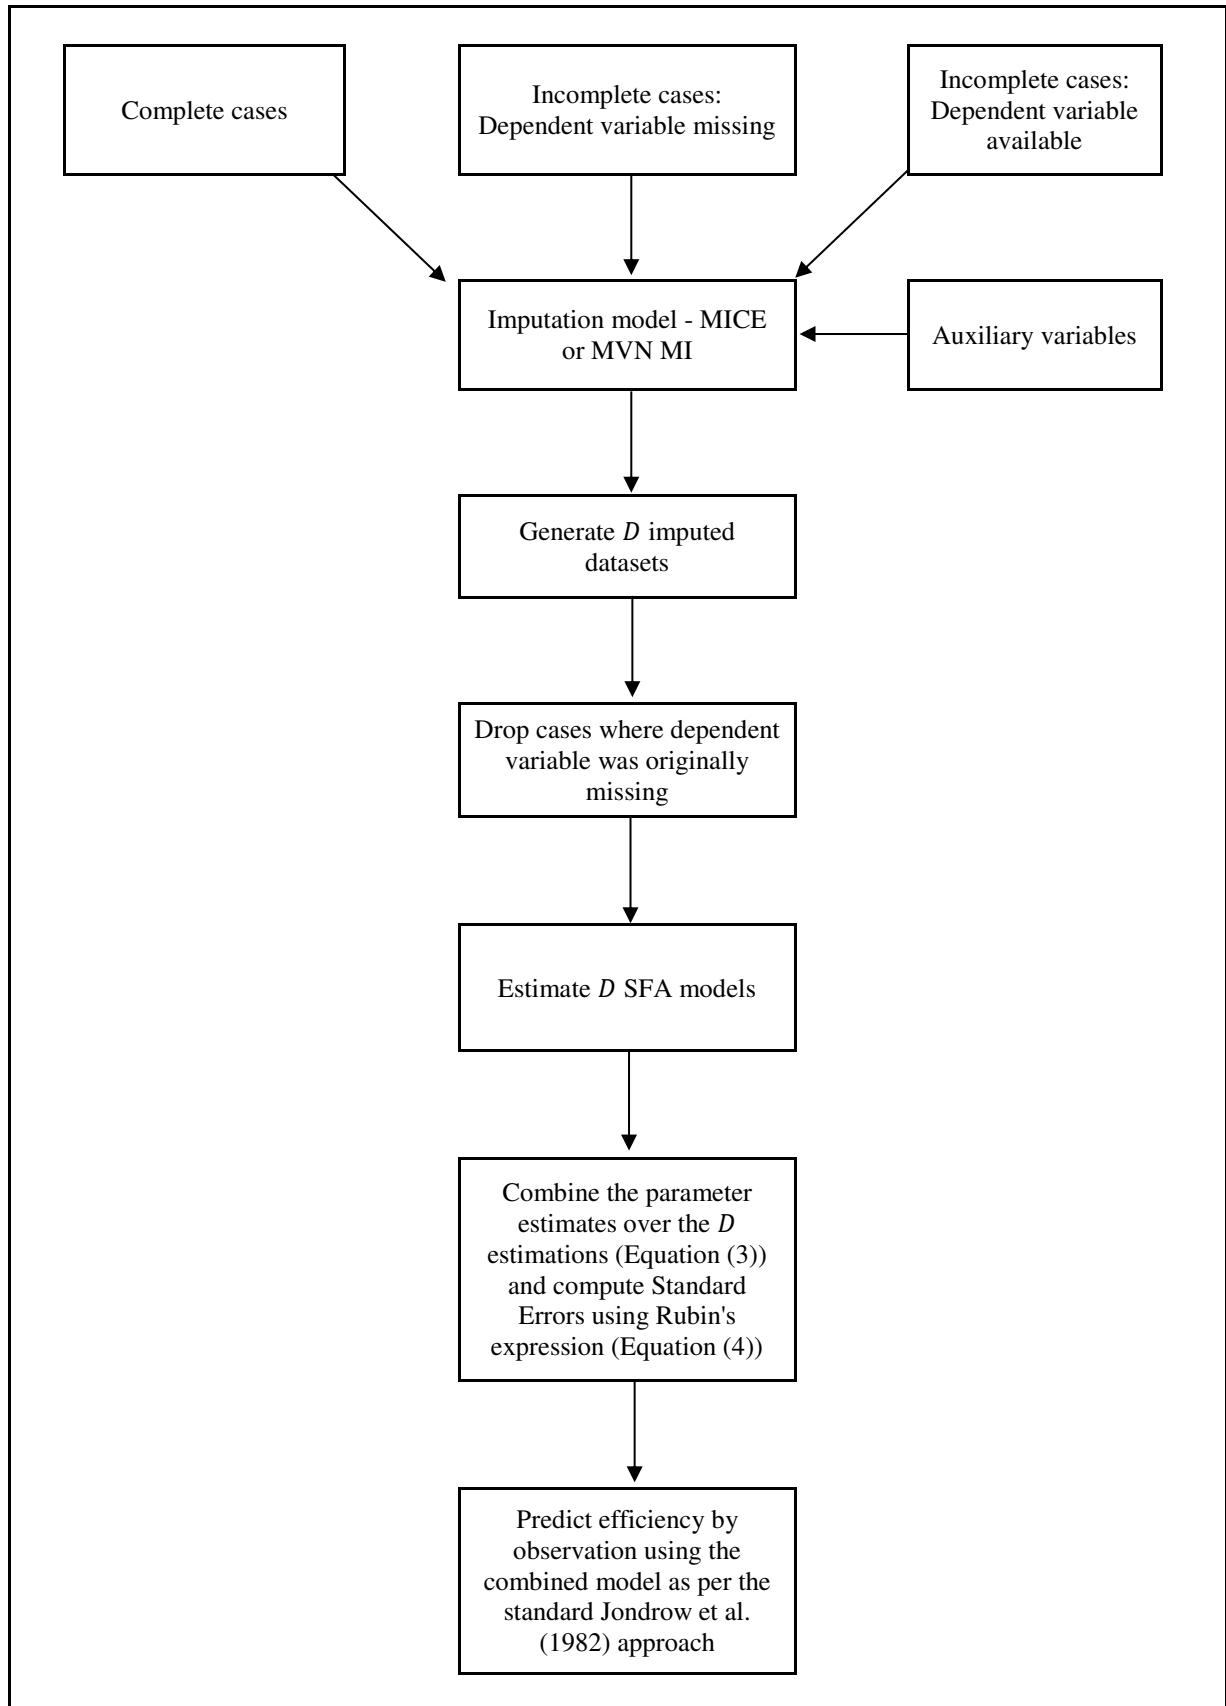 Complete cases
Incomplete cases:
Dependent variable missing
Incomplete cases:
Dependent variable
available
Imputation model - MICE
or MVN MI
Auxiliary variables
Generate D imputed
datasets
Drop cases where dependent
variable was originally
missing
Estimate D SFA models
Combine the parameter
estimates over the D
estimations (Equation (3))
and compute Standard
Errors using Rubin's
expression (Equation (4))
Predict efficiency by
observation using the
combined model as per the
standard Jondrow et al.
(1982) approach